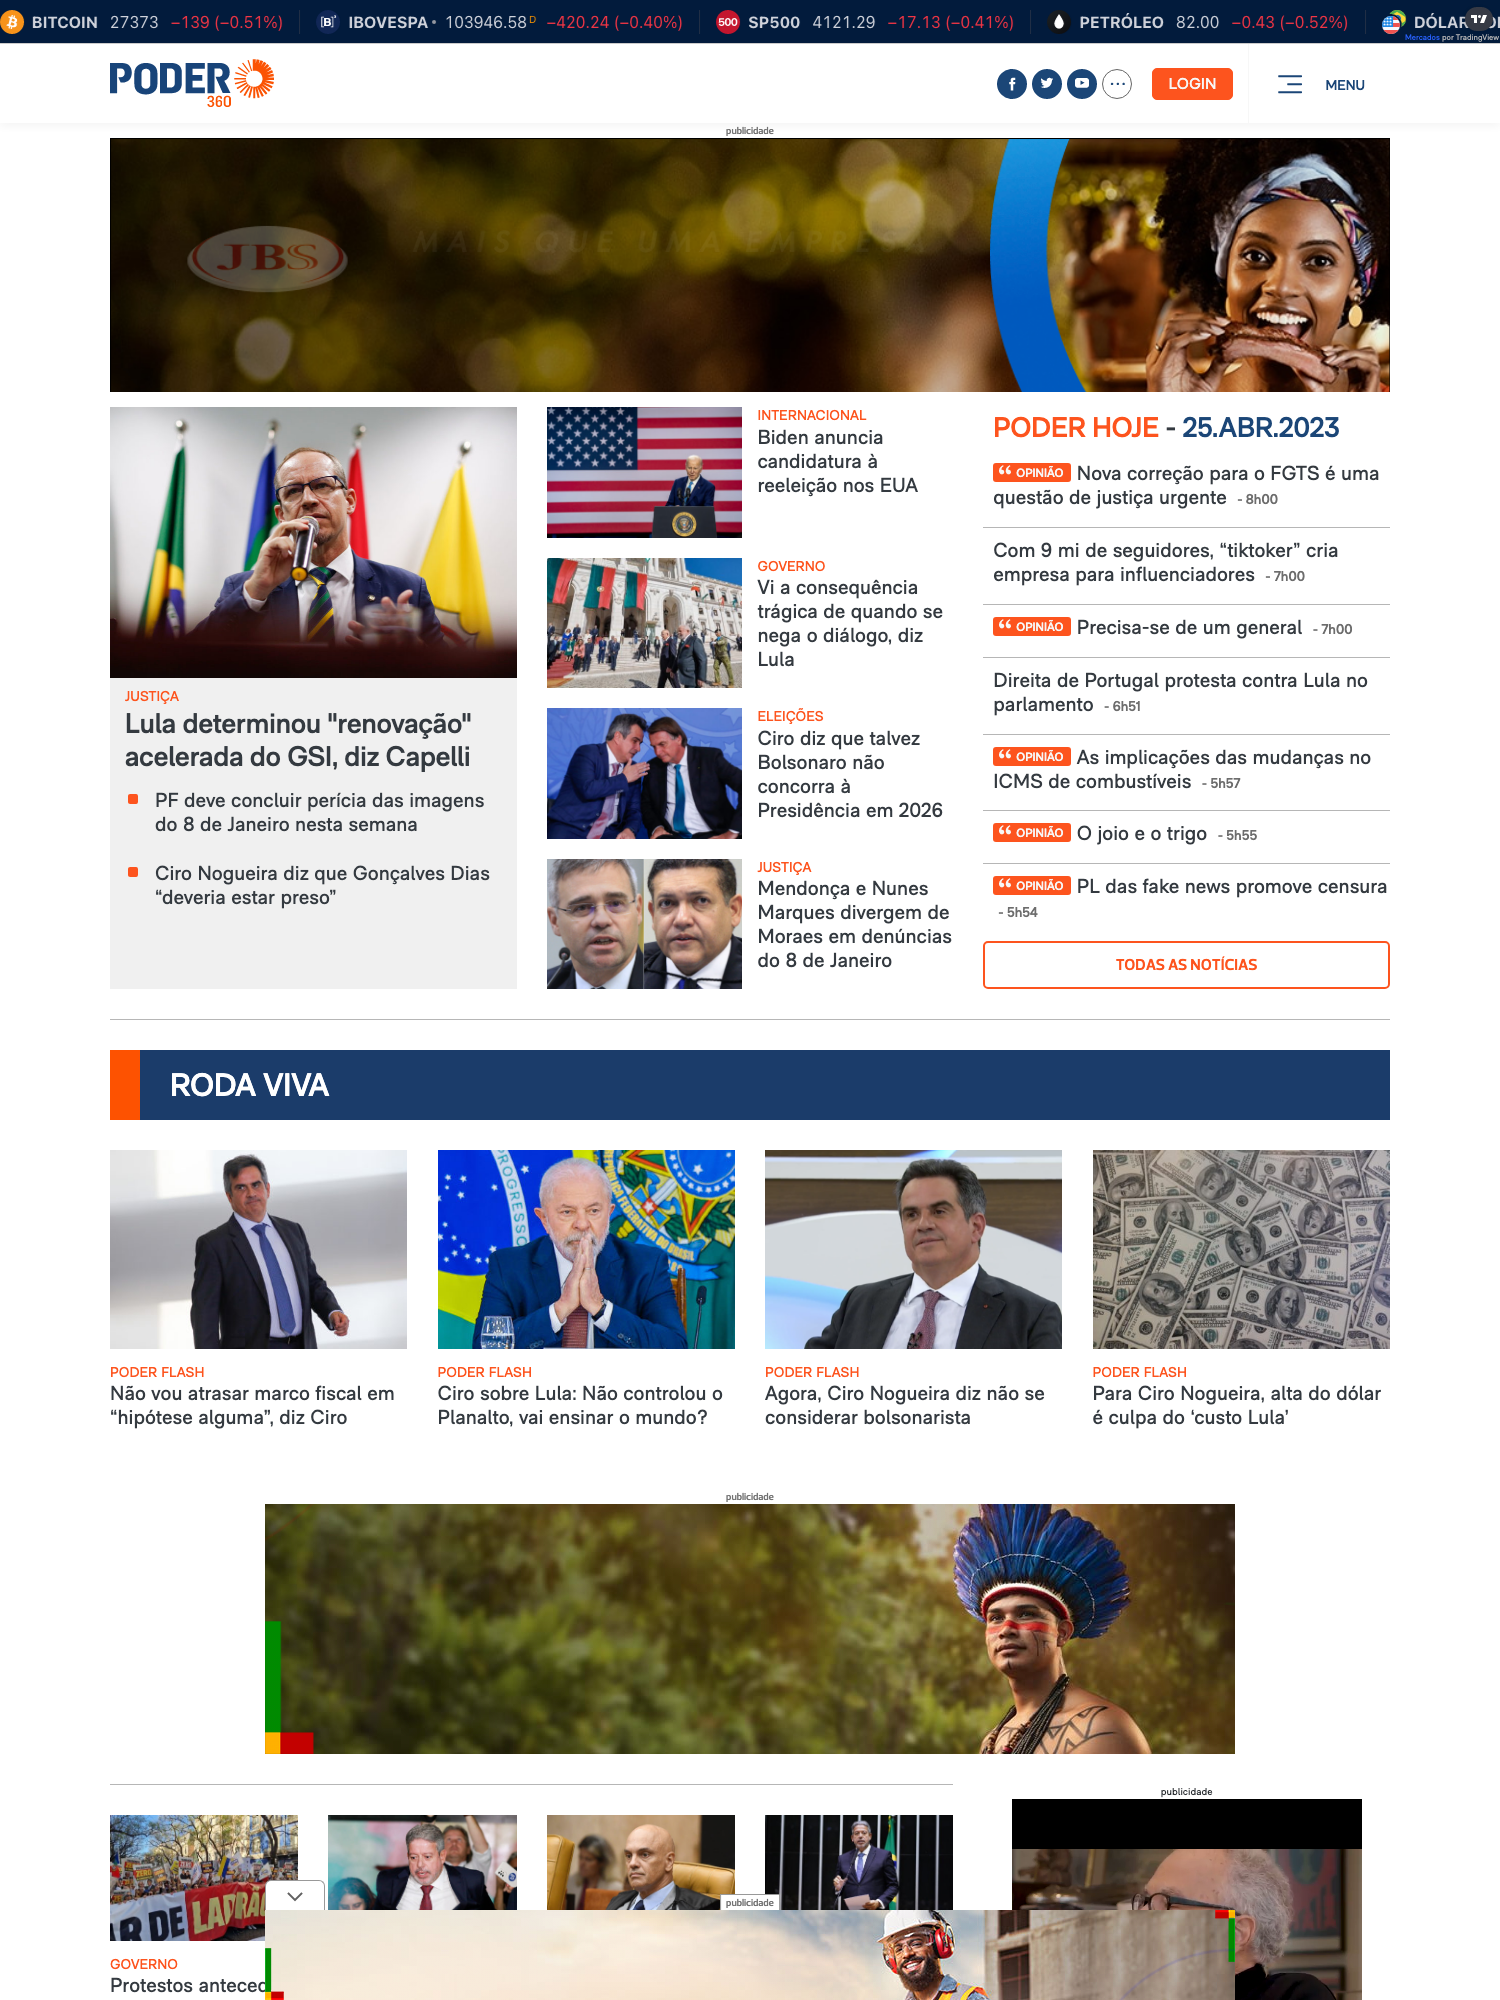 BITCOIN 27373 −139 (−0.51%) IBOVESPA 103946.58 D −420.24 (−0.40%) 500 SP500 4121.29 −17.13 (−0.41%) PETRÓLEO 82.00 −0.43 (−0.52%)
Mercados por TradingView
PODER
360
LOGIN
MENU
publicidade
JBS
MAIS QUE UMA EMPRESA
JUSTIÇA
Lula determinou "renovação"
acelerada do GSI, diz Capelli
PF deve concluir perícia das imagens
do 8 de Janeiro nesta semana
Ciro Nogueira diz que Gonçalves Dias
“deveria estar preso”
INTERNACIONAL
Biden anuncia
candidatura à
reeleição nos EUA
GOVERNO
Vi a consequência
trágica de quando se
nega o diálogo, diz
Lula
ELEIÇÕES
Ciro diz que talvez
Bolsonaro não
concorra à
Presidência em 2026
JUSTIÇA
Mendonça e Nunes
Marques divergem de
Moraes em denúncias
do 8 de Janeiro
PODER HOJE - 25.ABR.2023
“ OPINIÃO Nova correção para o FGTS é uma
questão de justiça urgente - 8h00
Com 9 mi de seguidores, “tiktoker” cria
empresa para influenciadores - 7h00
“ OPINIÃO Precisa-se de um general - 7h00
Direita de Portugal protesta contra Lula no
parlamento - 6h51
“ OPINIÃO As implicações das mudanças no
ICMS de combustíveis - 5h57
“ OPINIÃO O joio e o trigo - 5h55
“ OPINIÃO PL das fake news promove censura
- 5h54
TODAS AS NOTÍCIAS
RODA VIVA
PODER FLASH
Não vou atrasar marco fiscal em
“hipótese alguma”, diz Ciro
PODER FLASH
Ciro sobre Lula: Não controlou o
Planalto, vai ensinar o mundo?
PODER FLASH
Agora, Ciro Nogueira diz não se
considerar bolsonarista
PODER FLASH
Para Ciro Nogueira, alta do dólar
é culpa do ‘custo Lula’
publicidade
publicidade
publicidade
GOVERNO
Protestos anteced